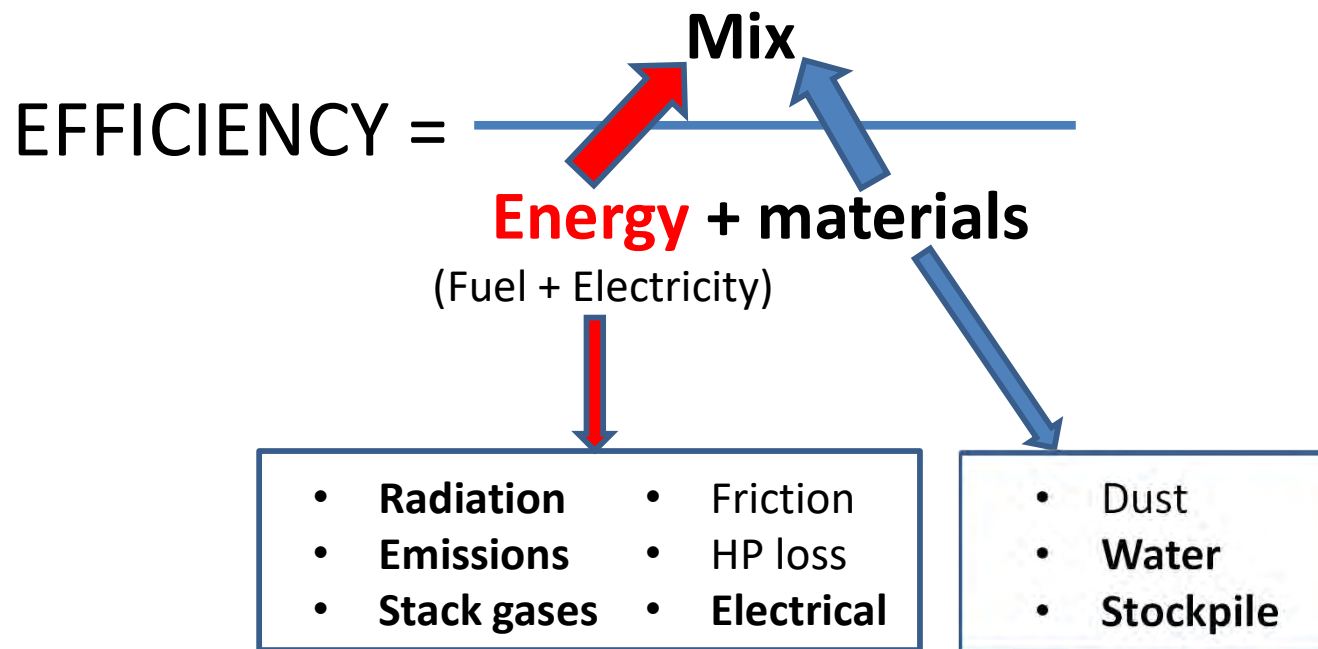 Mix
EFFICIENCY =
Energy + materials
(Fuel + Electricity)
• Radiation
• Emissions
• Stack gases
• Friction
• HP loss
• Electrical
• Dust
• Water
• Stockpile